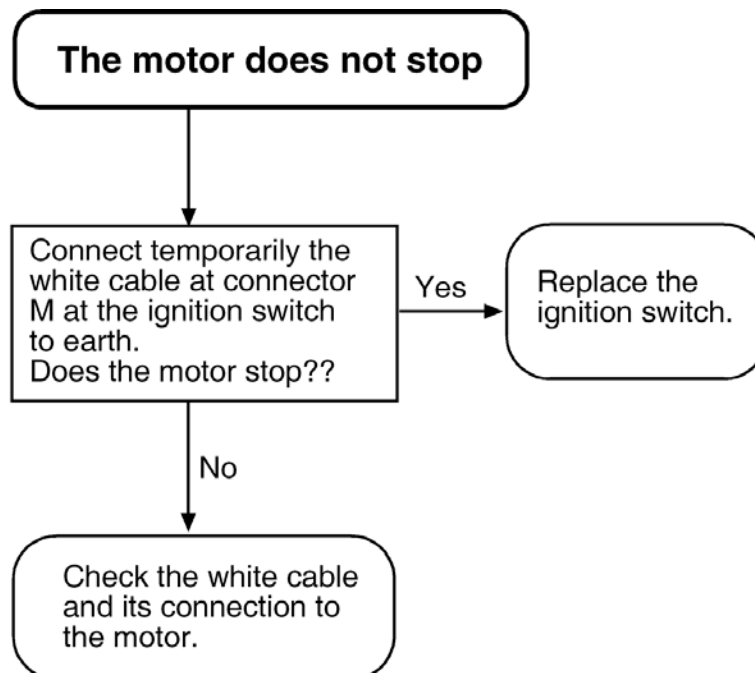 The motor does not stop
Connect temporarily the
white cable at connector
M at the ignition switch
to earth.
Does the motor stop??
Yes
Replace the
ignition switch.
No
Check the white cable
and its connection to
the motor.